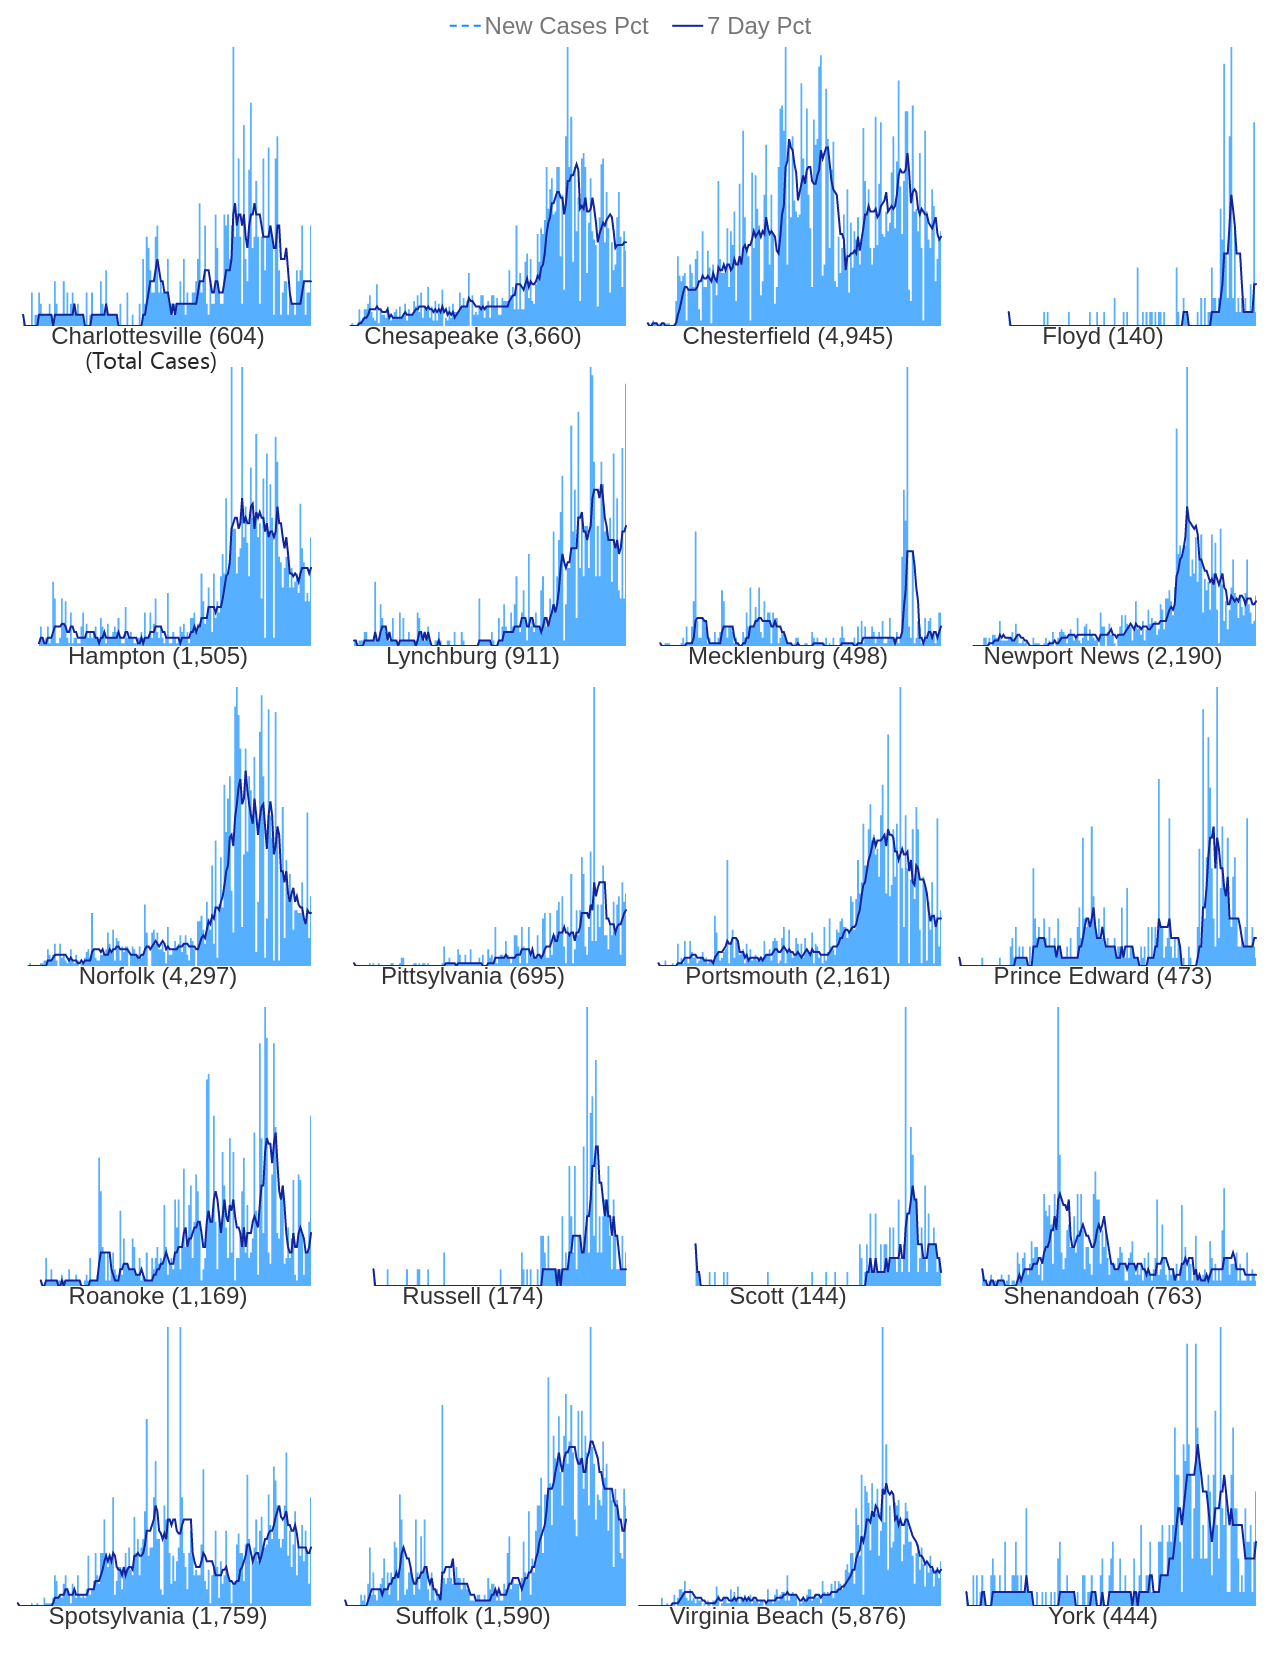 New Cases Pct 7 Day Pct
Charlottesville (604) Chesapeake (3,660) Chesterfield (4,945) Floyd (140)
(Total Cases)
Hampton (1,505) Lynchburg (911) Mecklenburg (498) Newport News (2,190)
Norfolk (4,297) Pittsylvania (695) Portsmouth (2,161) Prince Edward (473)
Roanoke (1,169) Russell (174) Scott (144) Shenandoah (763)
Spotsylvania (1,759) Suffolk (1,590) Virginia Beach (5,876) York (444)